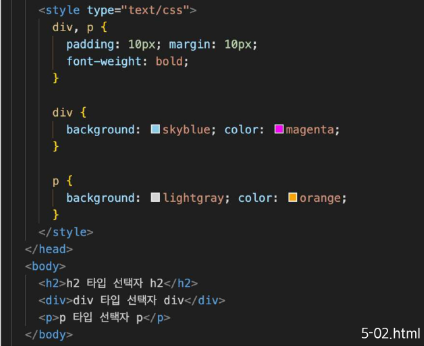 <style type="text/css">
div, p {
padding: 10px; margin: 10px;
font-weight: bold;
}
div {
background: skyblue; color: magenta;
}
p {
background: lightgray; color: orange;
}
</style>
</head>
<body>
<h2>h2 타입 선택자 h2</h2>
<div>div 타입 선택자 div</div>
<p>p 타입 선택자 p</p>
</body>
5-02.html